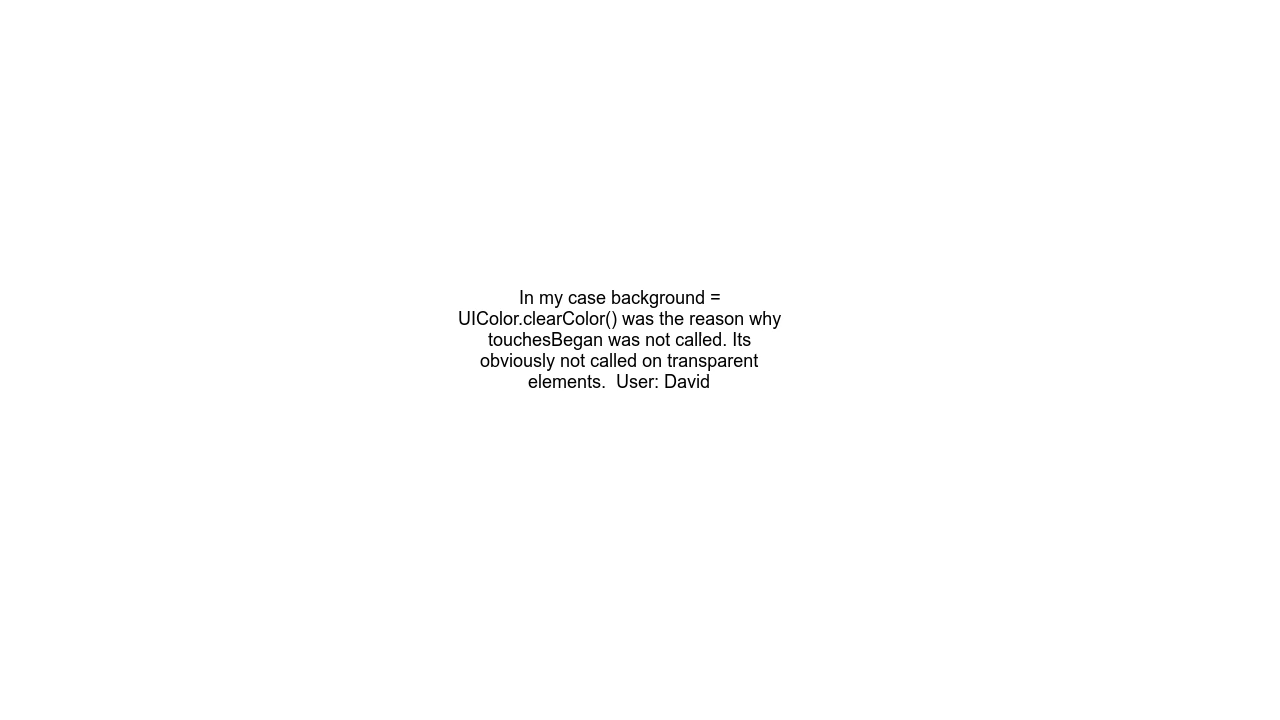 In my case background =
UIColor.clearColor() was the reason why
touchesBegan was not called. Its
obviously not called on transparent
elements.  User: David